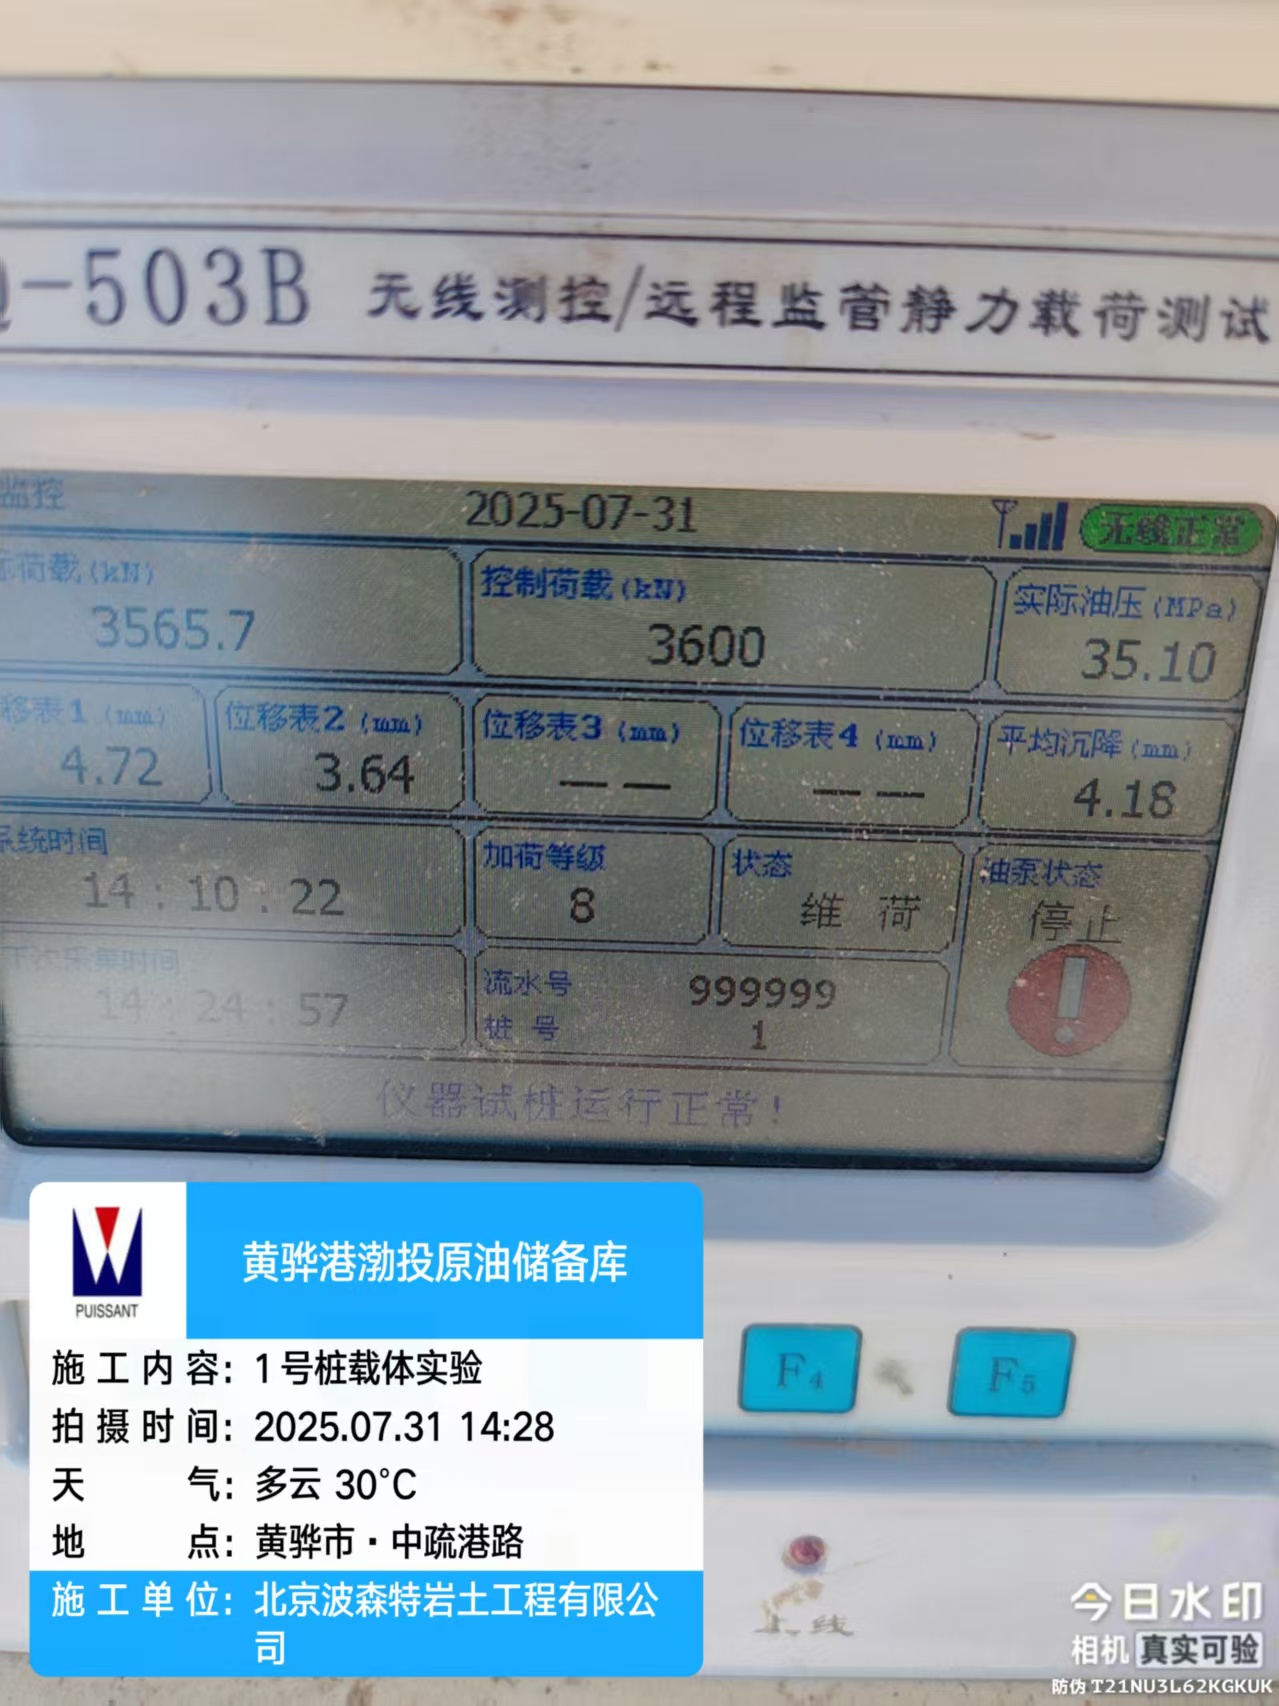 -503B 无线测控/远程监管静力载荷测试
监控 2025-07-31 无线正常
荷载(kN) 控制荷载(kN) 实际油压(MPa)
3565.7 3600 35.10
移表1(mm) 位移表2(mm) 位移表3(mm) 位移表4(mm) 平均沉降(mm)
4.72 3.64 — — — — 4.18
系统时间 加荷等级 状态 油泵状态
14:10:22 8 维 荷 停止
下次采集时间 流水号 999999
14:24:57 桩 号 1
仪器试桩运行正常!
F4 F5
上线
PUISSANT
黄骅港渤投原油储备库
施工内容：1号桩载体实验
拍摄时间：2025.07.31 14:28
天 气：多云 30°C
地 点：黄骅市·中疏港路
施工单位：北京波森特岩土工程有限公
司
今日水印
相机 真实可验
防伪 T21NU3L62KGKUK